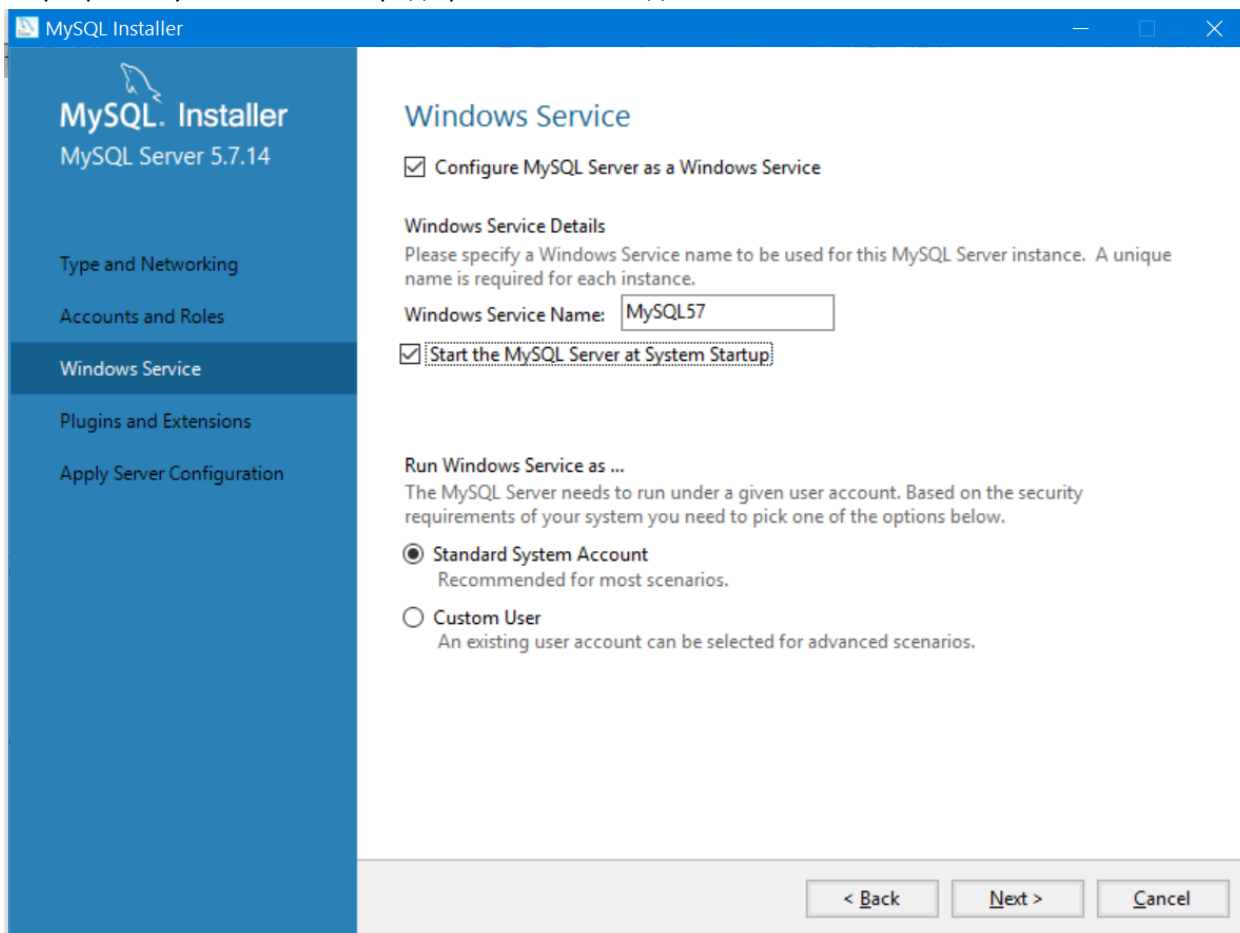 MySQL Installer
MySQL. Installer
MySQL Server 5.7.14
Type and Networking
Accounts and Roles
Windows Service
Plugins and Extensions
Apply Server Configuration
Windows Service
Configure MySQL Server as a Windows Service
Windows Service Details
Please specify a Windows Service name to be used for this MySQL Server instance. A unique
name is required for each instance.
Windows Service Name: MySQL57
Start the MySQL Server at System Startup
Run Windows Service as ...
The MySQL Server needs to run under a given user account. Based on the security
requirements of your system you need to pick one of the options below.
Standard System Account
Recommended for most scenarios.
Custom User
An existing user account can be selected for advanced scenarios.
< Back Next > Cancel